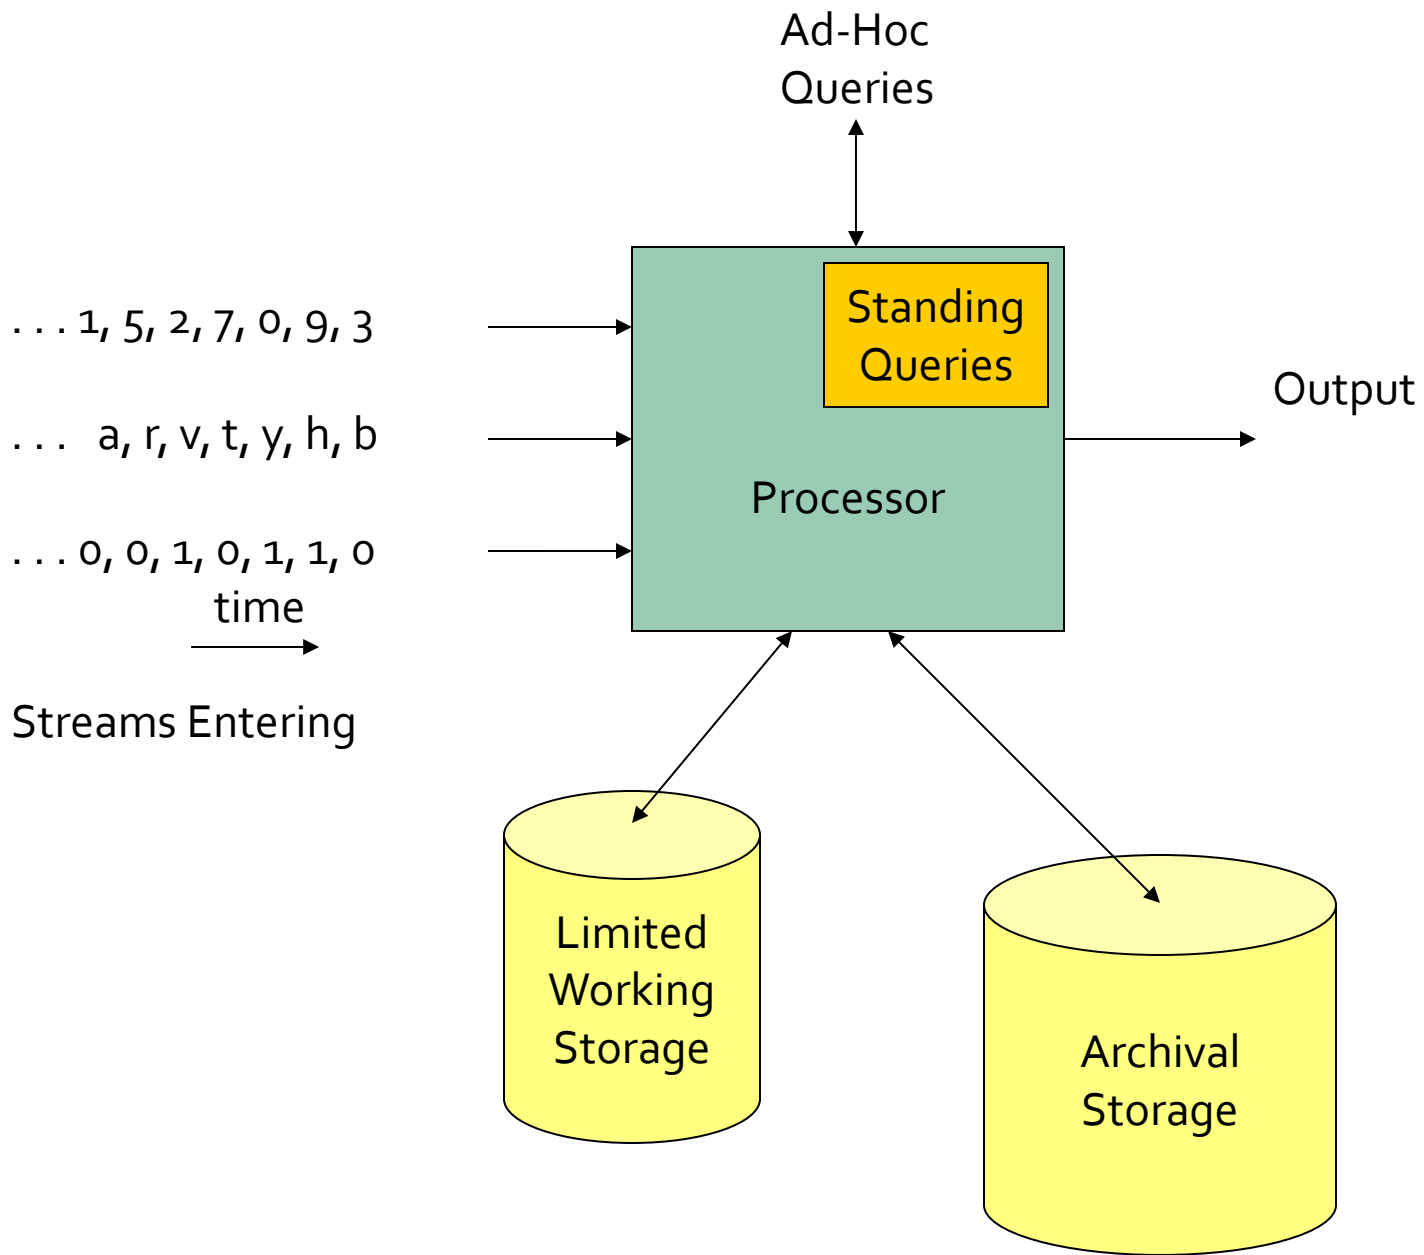 Ad-Hoc
Queries
. . . 1, 5, 2, 7, 0, 9, 3
Standing
Queries
Output
. . . a, r, v, t, y, h, b
Processor
. . . 0, 0, 1, 0, 1, 1, 0
time
Streams Entering
Limited
Working
Storage
Archival
Storage